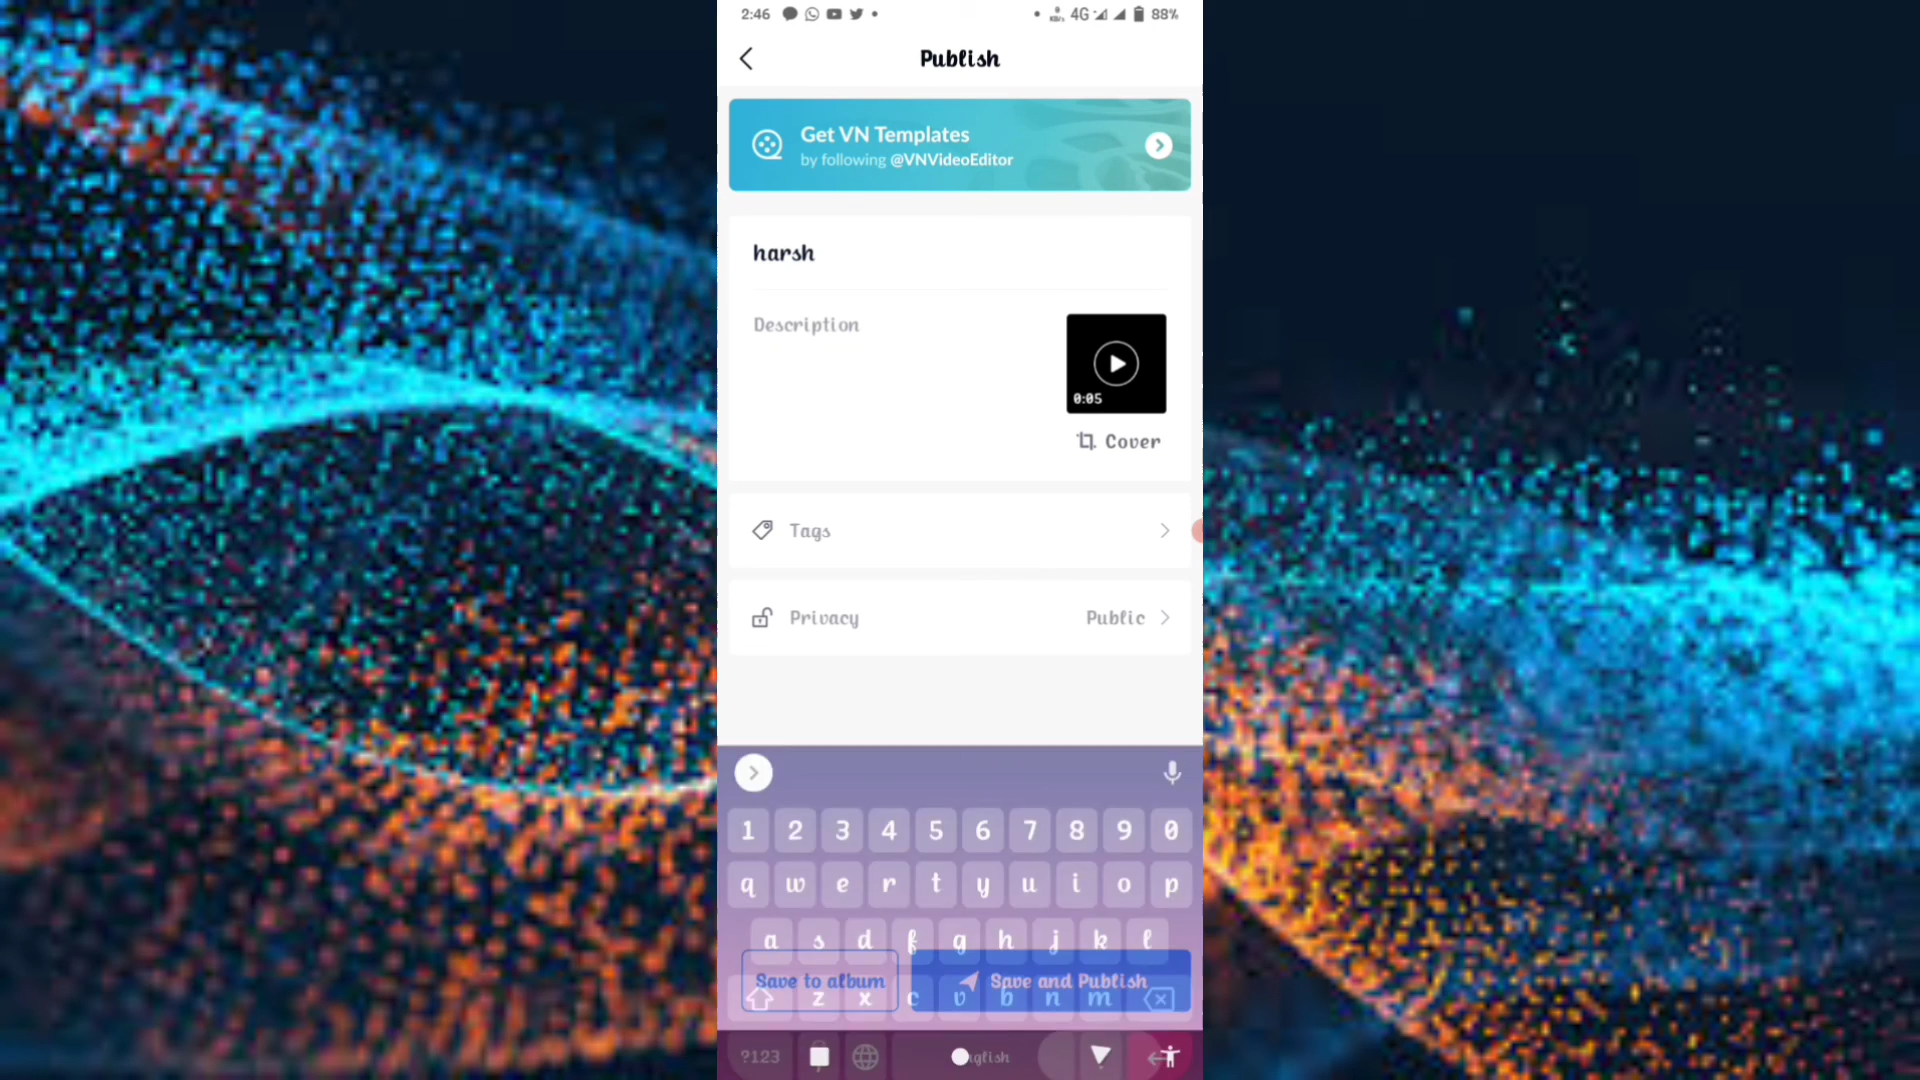 2:46 4G 88%
Publish
Get VN Templates
by following @VNVideoEditor
harsh
Description
0:05
Cover
Tags
Privacy Public
1 2 3 4 5 6 7 8 9 0
q w e r t y u i o p
a s d f g h j k l
Save to album Save and Publish
z x c v b n m
?123 glish